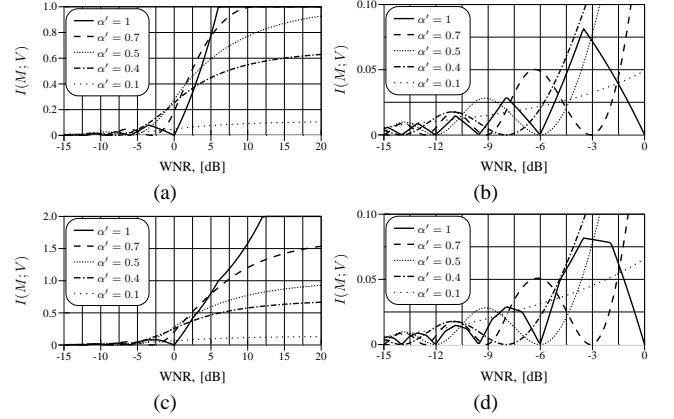 1.0
0.8
0.6
0.4
0.2
0
I(M; V)
α′ = 1
α′ = 0.7
α′ = 0.5
α′ = 0.4
α′ = 0.1
-15 -10 -5 0 5 10 15 20
WNR, [dB]
(a)
0.10
0.05
0
I(M; V)
α′ = 1
α′ = 0.7
α′ = 0.5
α′ = 0.4
α′ = 0.1
-15 -12 -9 -6 -3 0
WNR, [dB]
(b)
2.0
1.5
1.0
0.5
0
I(M; V)
α′ = 1
α′ = 0.7
α′ = 0.5
α′ = 0.4
α′ = 0.1
-15 -10 -5 0 5 10 15 20
WNR, [dB]
(c)
0.10
0.05
0
I(M; V)
α′ = 1
α′ = 0.7
α′ = 0.5
α′ = 0.4
α′ = 0.1
-15 -12 -9 -6 -3 0
WNR, [dB]
(d)